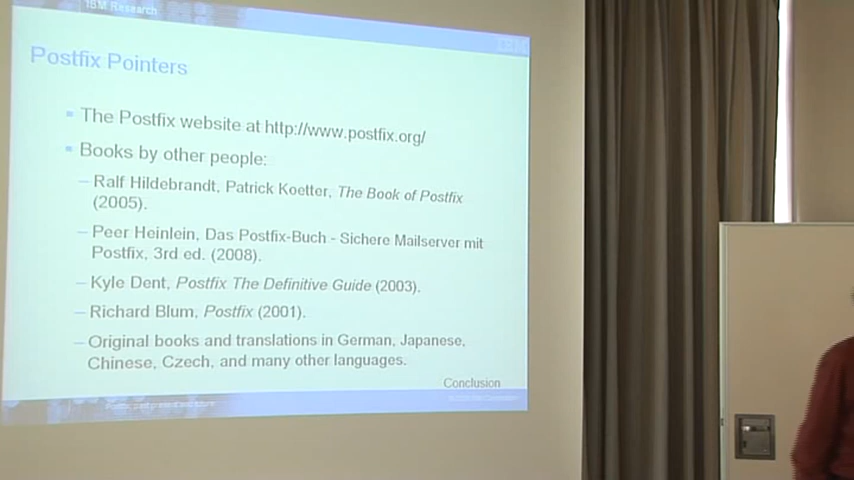 IBM Research
IBM
Postfix Pointers
The Postfix website at http://www.postfix.org/
Books by other people:
– Ralf Hildebrandt, Patrick Koetter, The Book of Postfix
(2005).
– Peer Heinlein, Das Postfix-Buch - Sichere Mailserver mit
Postfix, 3rd ed. (2008).
– Kyle Dent, Postfix The Definitive Guide (2003).
– Richard Blum, Postfix (2001).
– Original books and translations in German, Japanese,
Chinese, Czech, and many other languages.
Conclusion